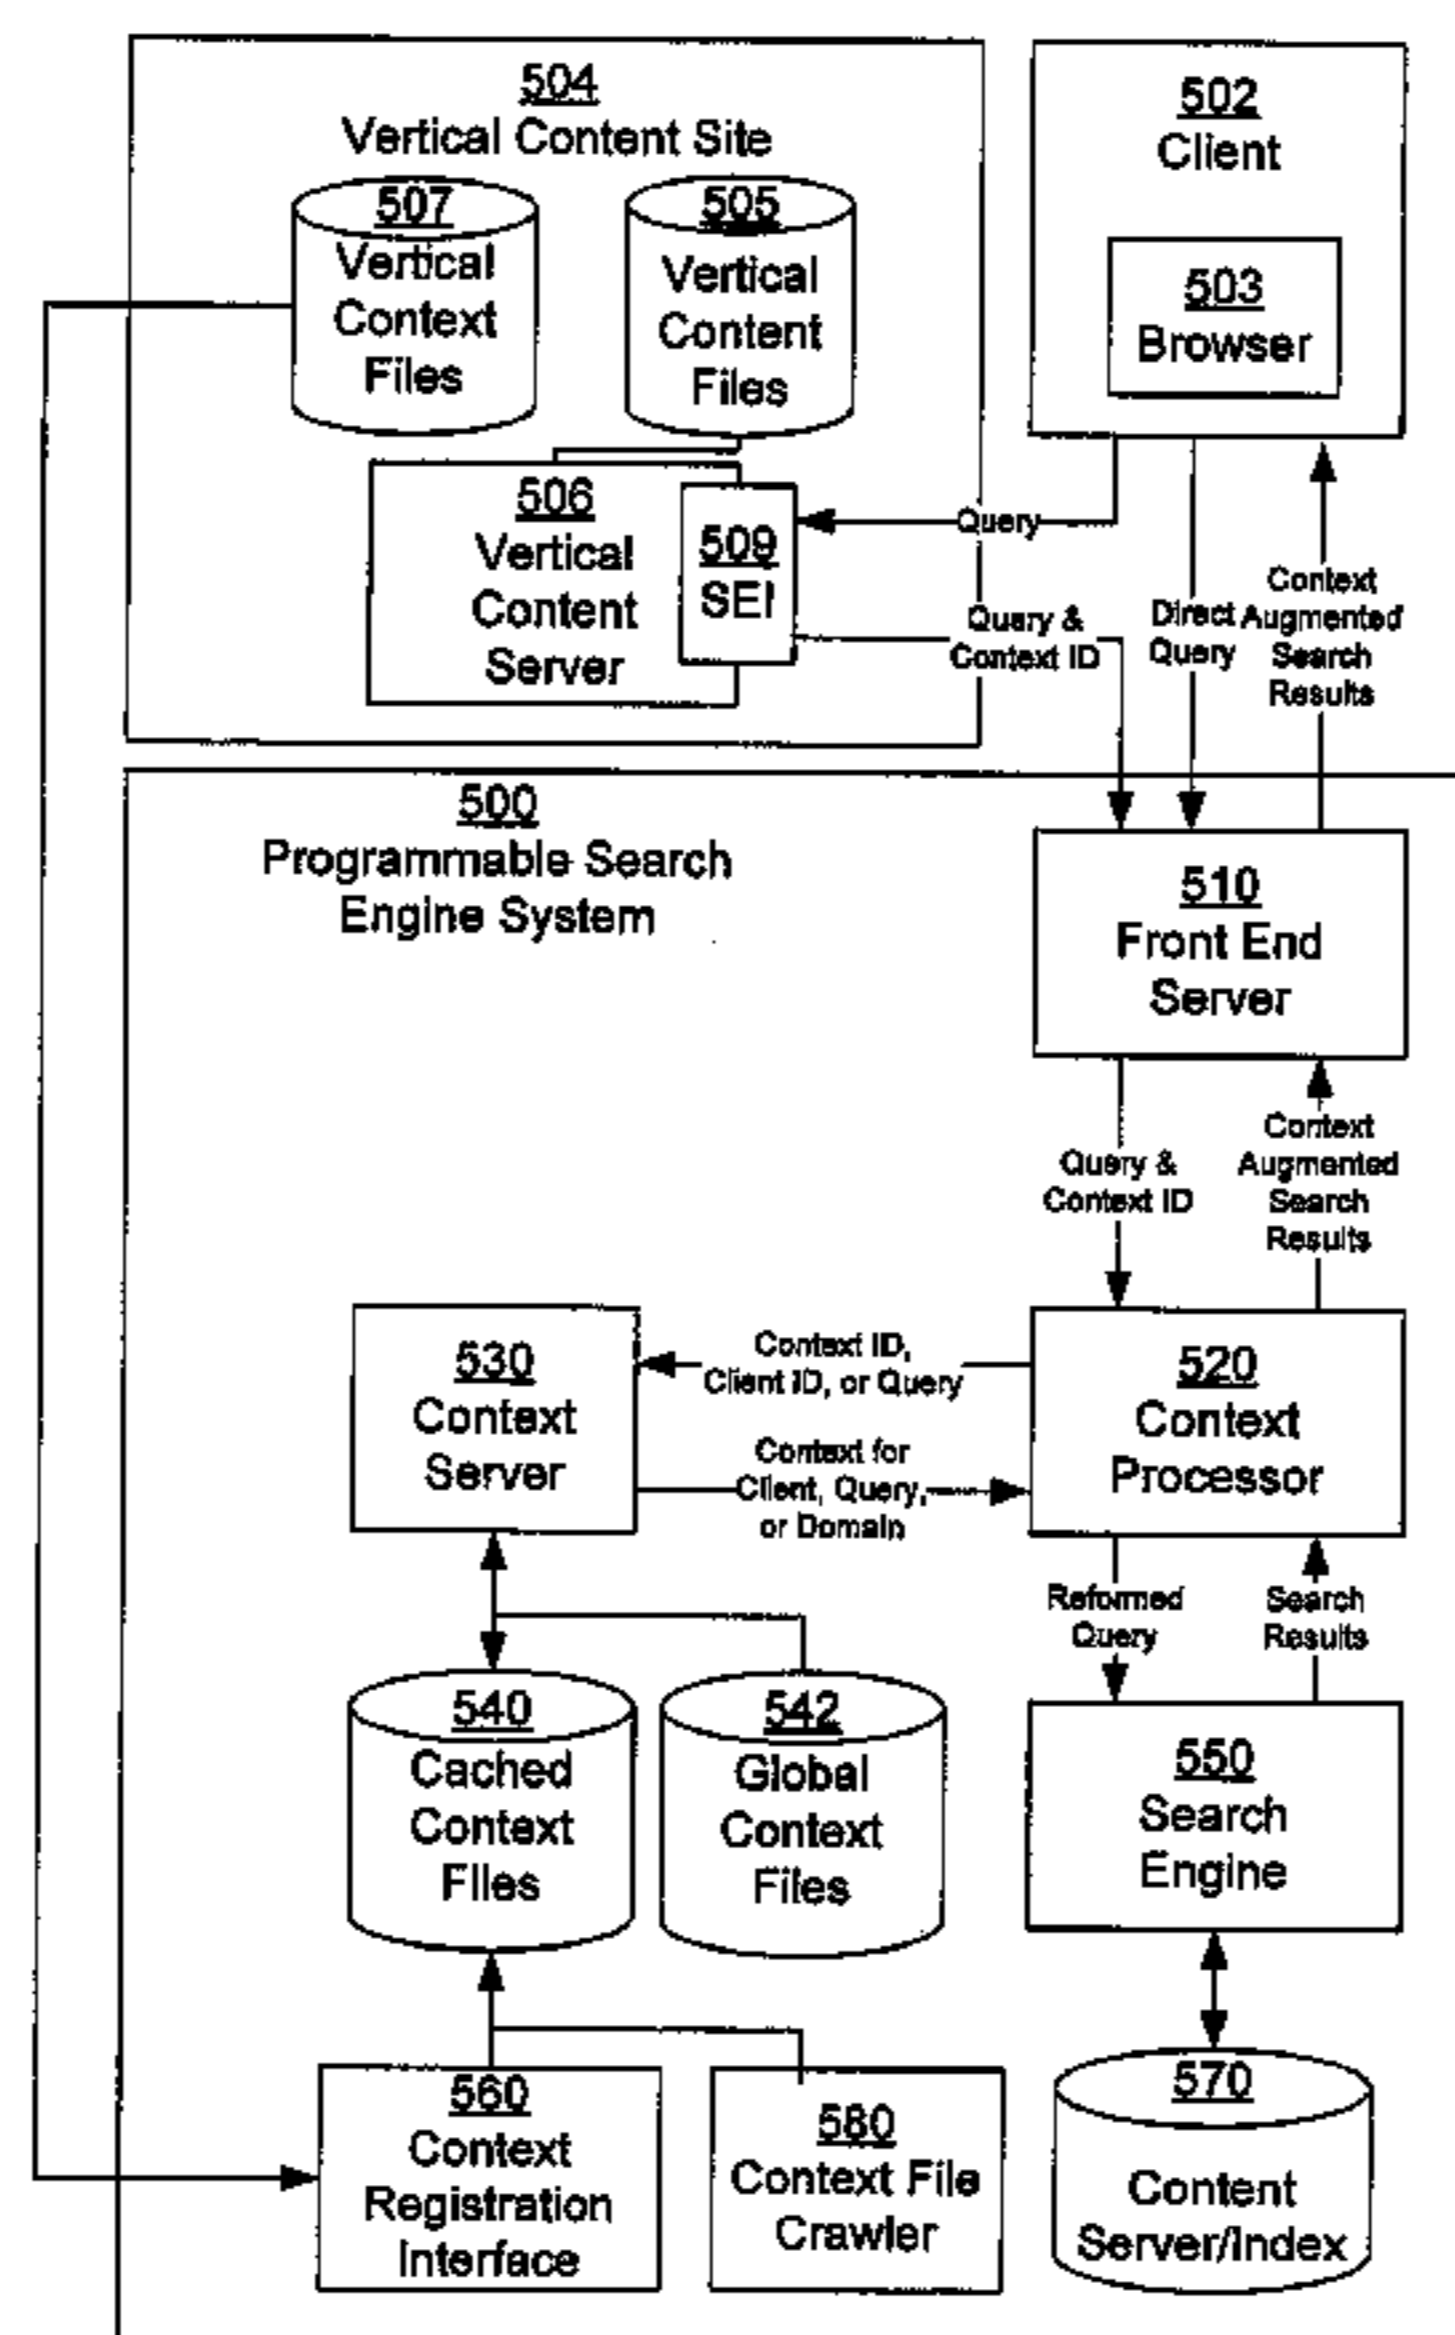 504
Vertical Content Site
507
Vertical
Context
Files
505
Vertical
Content
Files
506
Vertical
Content
Server
509
SEI
502
Client
503
Browser
Query
Query &
Context ID
Direct
Query
Context
Augmented
Search
Results
500
Programmable Search
Engine System
510
Front End
Server
Query &
Context ID
Context
Augmented
Search
Results
530
Context
Server
Context ID,
Client ID, or Query
Context for
Client, Query,
or Domain
520
Context
Processor
Reformed
Query
Search
Results
540
Cached
Context
Files
542
Global
Context
Files
550
Search
Engine
560
Context
Registration
Interface
580
Context File
Crawler
570
Content
Server/Index